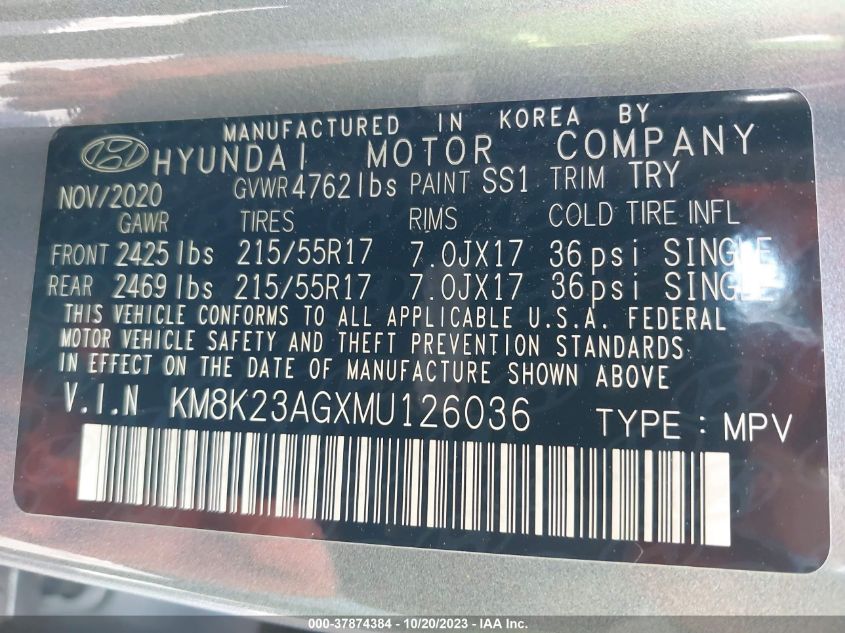 MANUFACTURED IN KOREA BY
HYUNDAI MOTOR COMPANY
NOV/2020 GVWR 4762 lbs PAINT SS1 TRIM TRY
GAWR TIRES RIMS COLD TIRE INFL
FRONT 2425 lbs 215/55R17 7.0JX17 36 psi SINGLE
REAR 2469 lbs 215/55R17 7.0JX17 36 psi SINGLE
THIS VEHICLE CONFORMS TO ALL APPLICABLE U.S.A. FEDERAL
MOTOR VEHICLE SAFETY AND THEFT PREVENTION STANDARDS
IN EFFECT ON THE DATE OF MANUFACTURE SHOWN ABOVE
V.I.N KM8K23AGXMU126036 TYPE : MPV
000-37874384 | 10/20/2023 - IAA Inc.